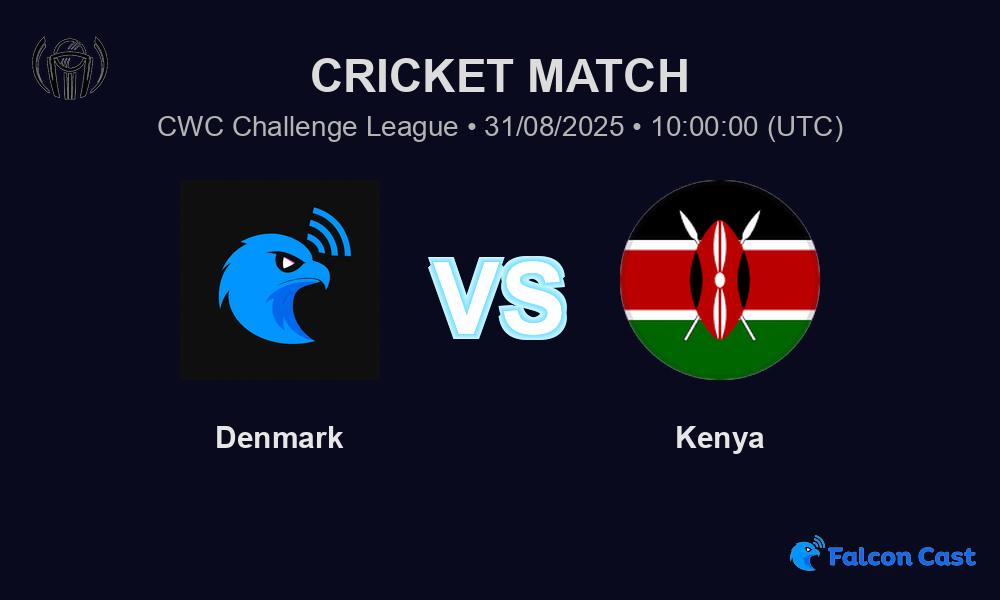 CRICKET MATCH
CWC Challenge League • 31/08/2025 • 10:00:00 (UTC)
VS
Denmark
Kenya
Falcon Cast